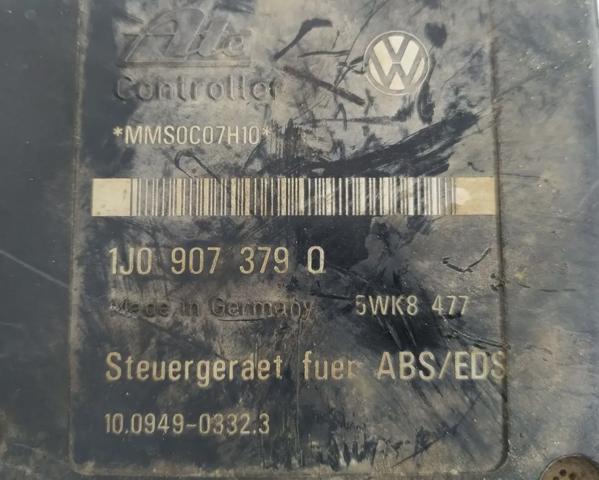 Ate
Controller
*MMS0C07H10*
1J0 907 379 Q
Made in Germany 5WK8 477
Steuergeraet fuer ABS/EDS
10.0949-0332.3